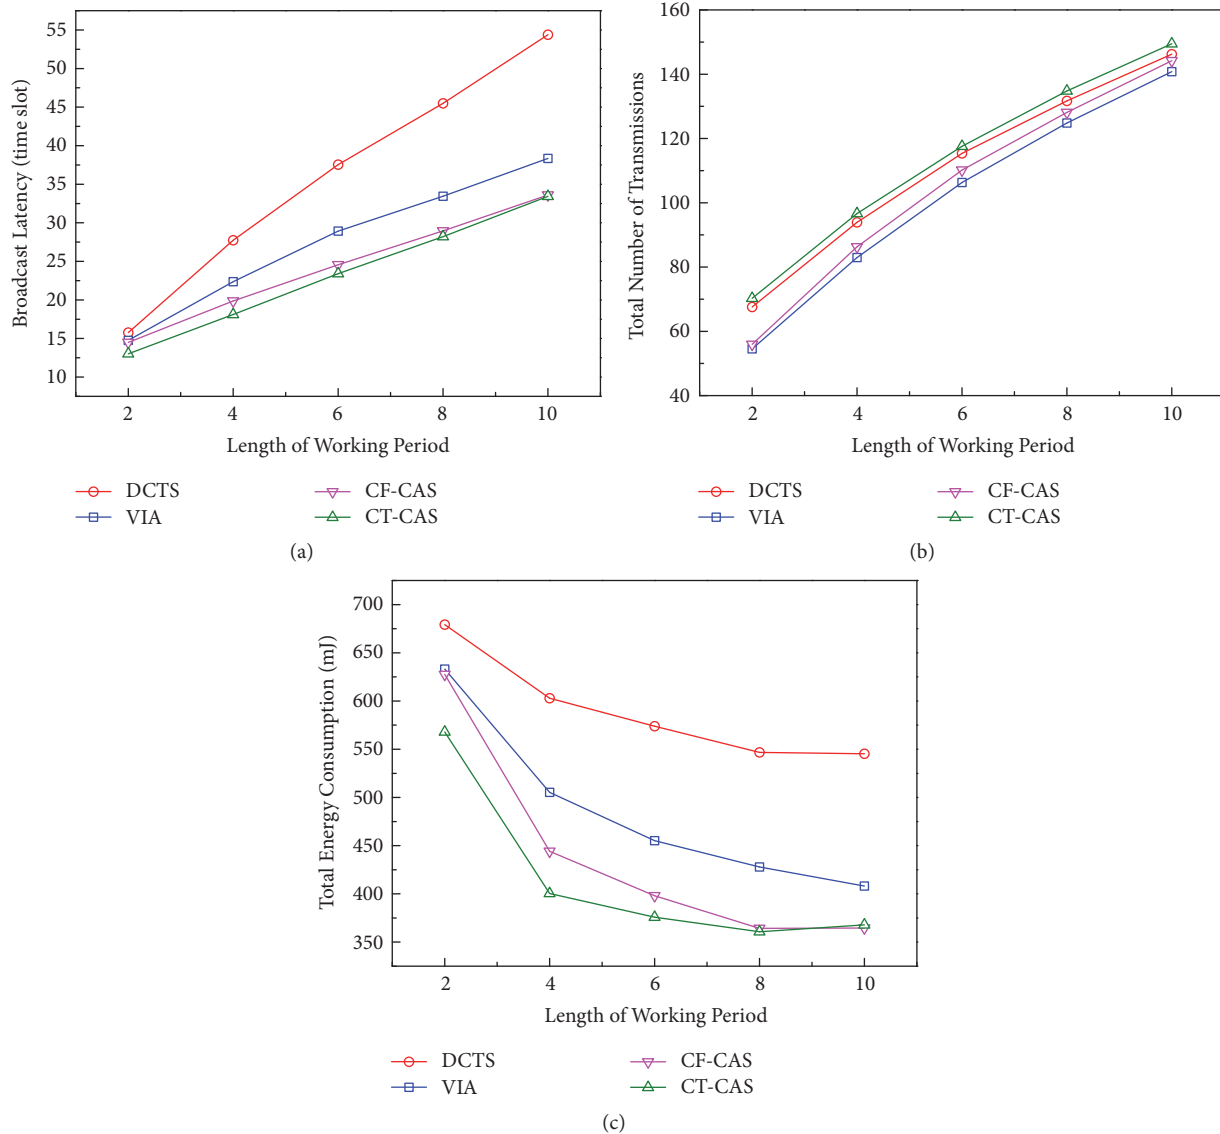 55
50
45
40
35
30
25
20
15
10
Broadcast Latency (time slot)
2 4 6 8 10
Length of Working Period
DCTS CF-CAS
VIA CT-CAS
(a)
160
140
120
100
80
60
40
Total Number of Transmissions
2 4 6 8 10
Length of Working Period
DCTS CF-CAS
VIA CT-CAS
(b)
700
650
600
550
500
450
400
350
Total Energy Consumption (mJ)
2 4 6 8 10
Length of Working Period
DCTS CF-CAS
VIA CT-CAS
(c)